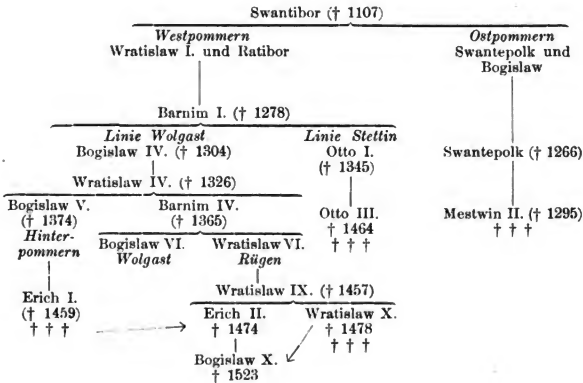 Swantibor († 1107)
Westpommern Ostpommern
Wratislaw I. und Ratibor Swantepolk und
Bogislaw
Barnim I. († 1278)
Linie Wolgast Linie Stettin
Bogislaw IV. († 1304) Otto I. Swantepolk († 1266)
(† 1345)
Wratislaw IV. († 1326)
Bogislaw V. Barnim IV.
(† 1374) († 1365) Otto III. Mestwin II. († 1295)
Hinter- † 1464 † † †
pommern Bogislaw VI. Wratislaw VI. † † †
Wolgast Rügen
Erich I. Wratislaw IX. († 1457)
(† 1459) Erich II. Wratislaw X.
† † † † 1474 † 1478
† † †
Bogislaw X.
† 1523